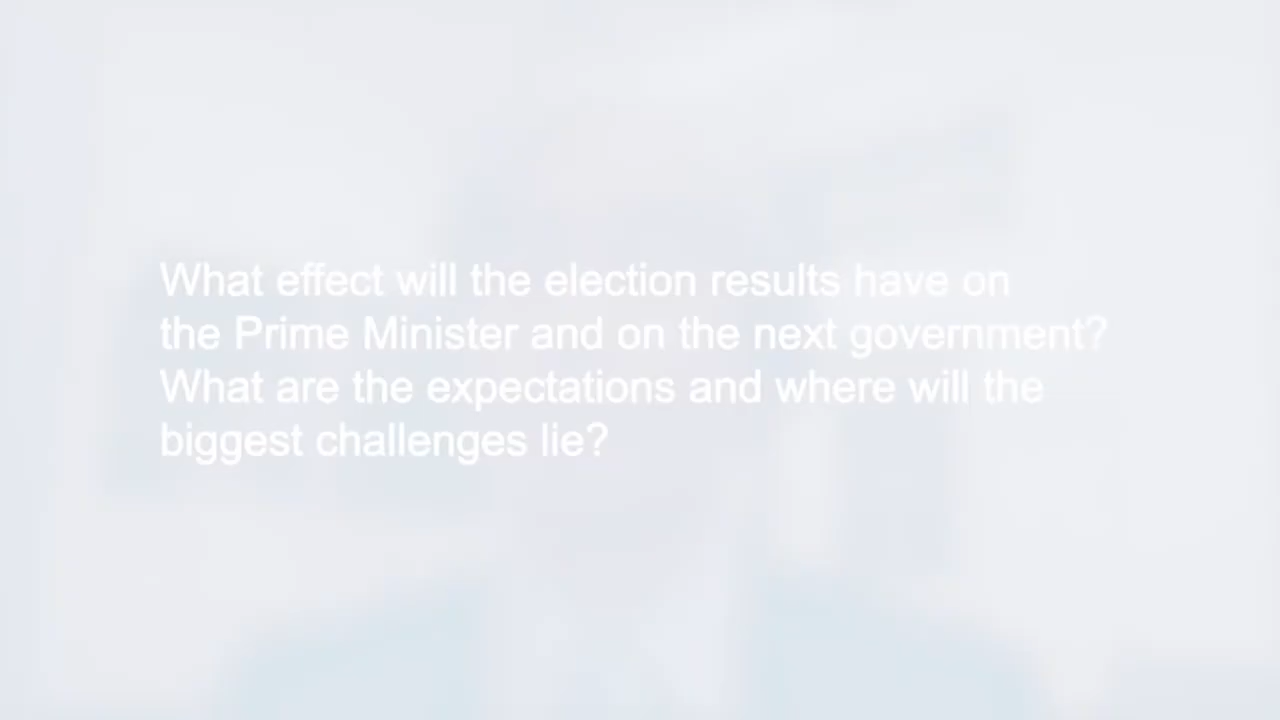 What effect will the election results have on
the Prime Minister and on the next government?
What are the expectations and where will the
biggest challenges lie?